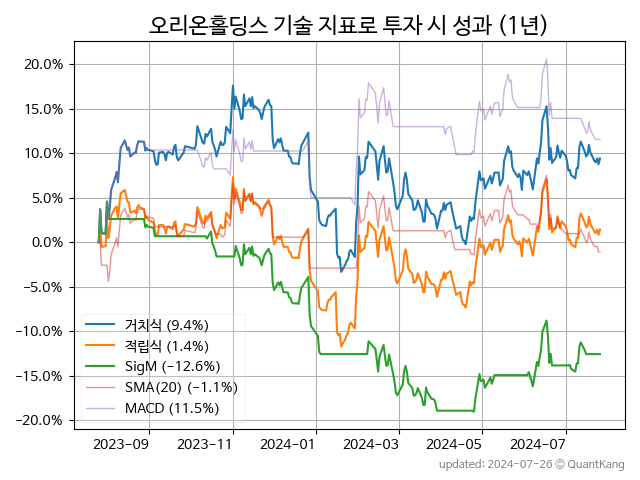 오리온홀딩스 기술 지표로 투자 시 성과 (1년)
20.0%
15.0%
10.0%
5.0%
0.0%
−5.0%
−10.0%
−15.0%
−20.0%
거치식 (9.4%)
적립식 (1.4%)
SigM (−12.6%)
SMA(20) (−1.1%)
MACD (11.5%)
2023-09 2023-11 2024-01 2024-03 2024-05 2024-07
updated: 2024-07-26 © QuantKang